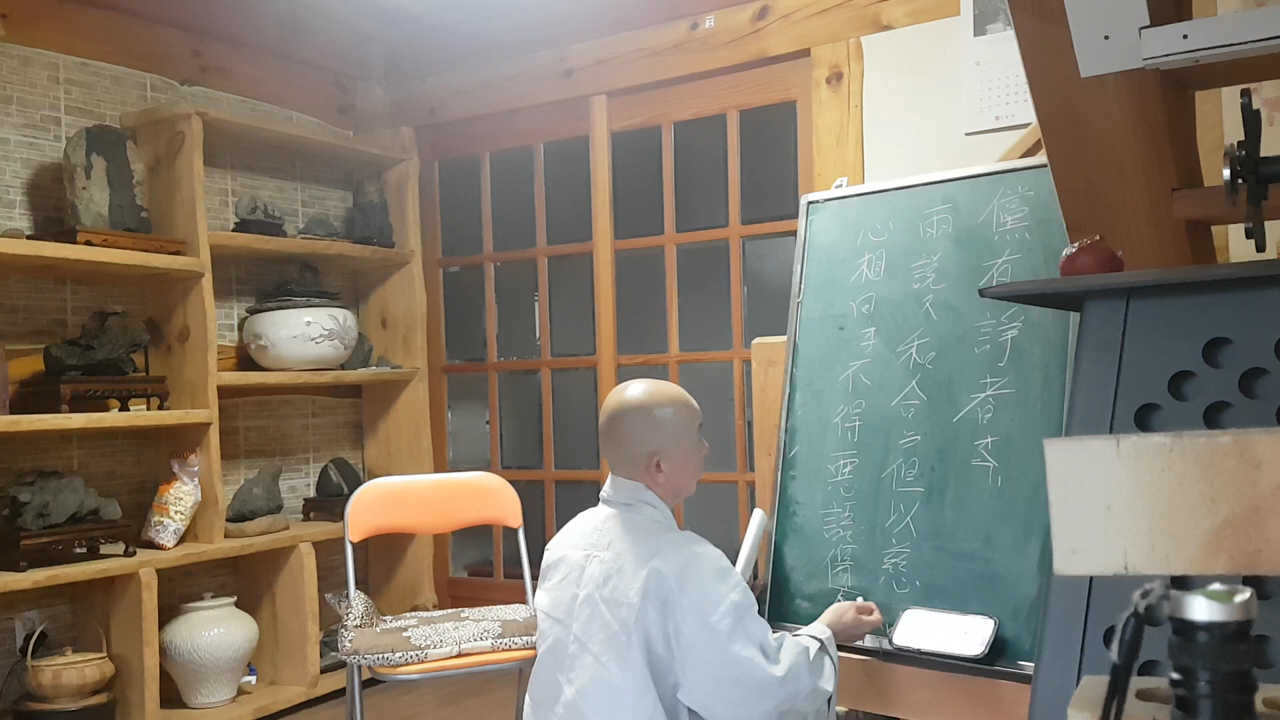 儻有諍者
兩說和合但以慈
心相向不得惡語傷